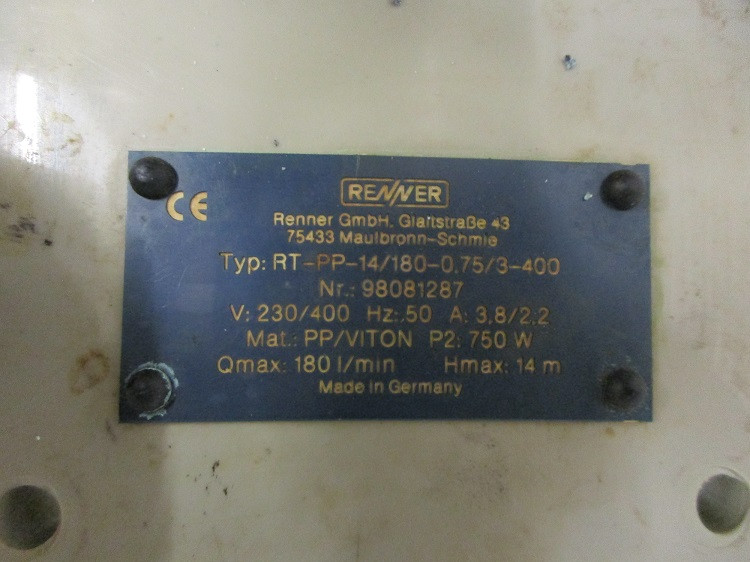 RENNER
CE
Renner GmbH. Glaitstraße 43
75433 Maulbronn-Schmie
Typ: RT-PP-14/180-0.75/3-400
Nr.: 98081287
V: 230/400 Hz: 50 A: 3,8/2.2
Mat.: PP/VITON P2: 750 W
Qmax: 180 l/min Hmax: 14 m
Made in Germany